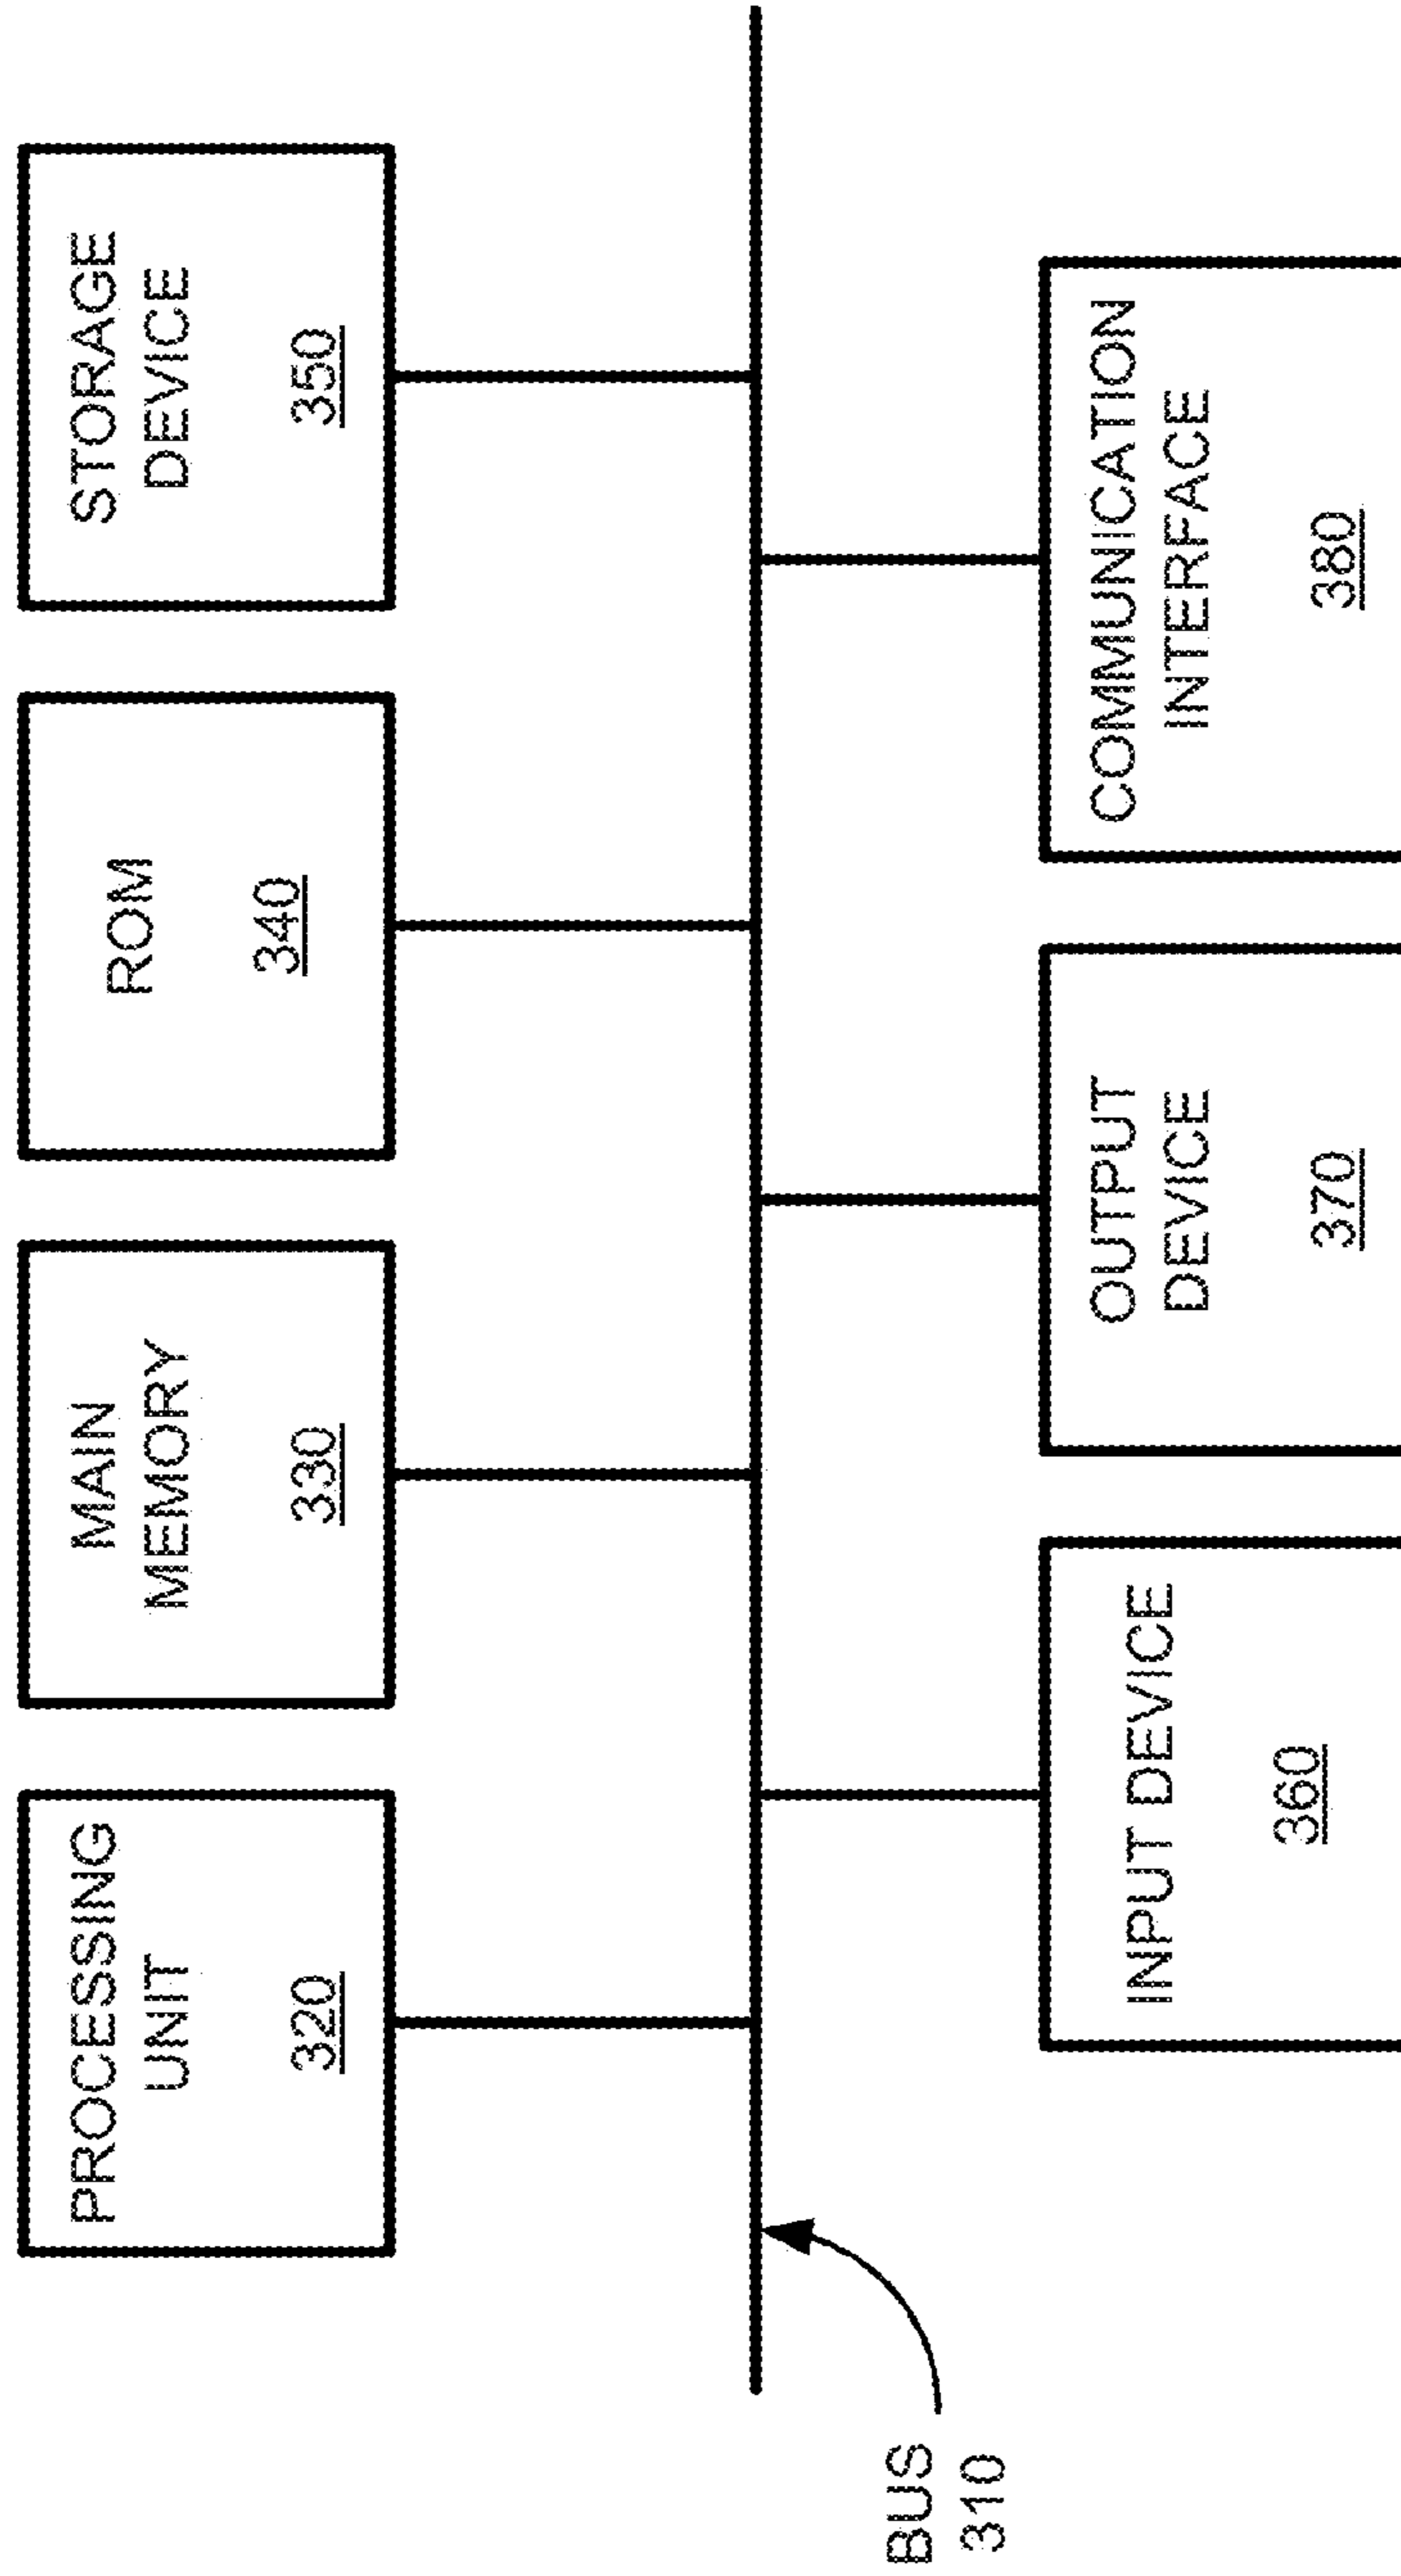 PROCESSING
UNIT
320
MAIN
MEMORY
330
ROM
340
STORAGE
DEVICE
350
BUS
310
INPUT DEVICE
360
OUTPUT
DEVICE
370
COMMUNICATION
INTERFACE
380